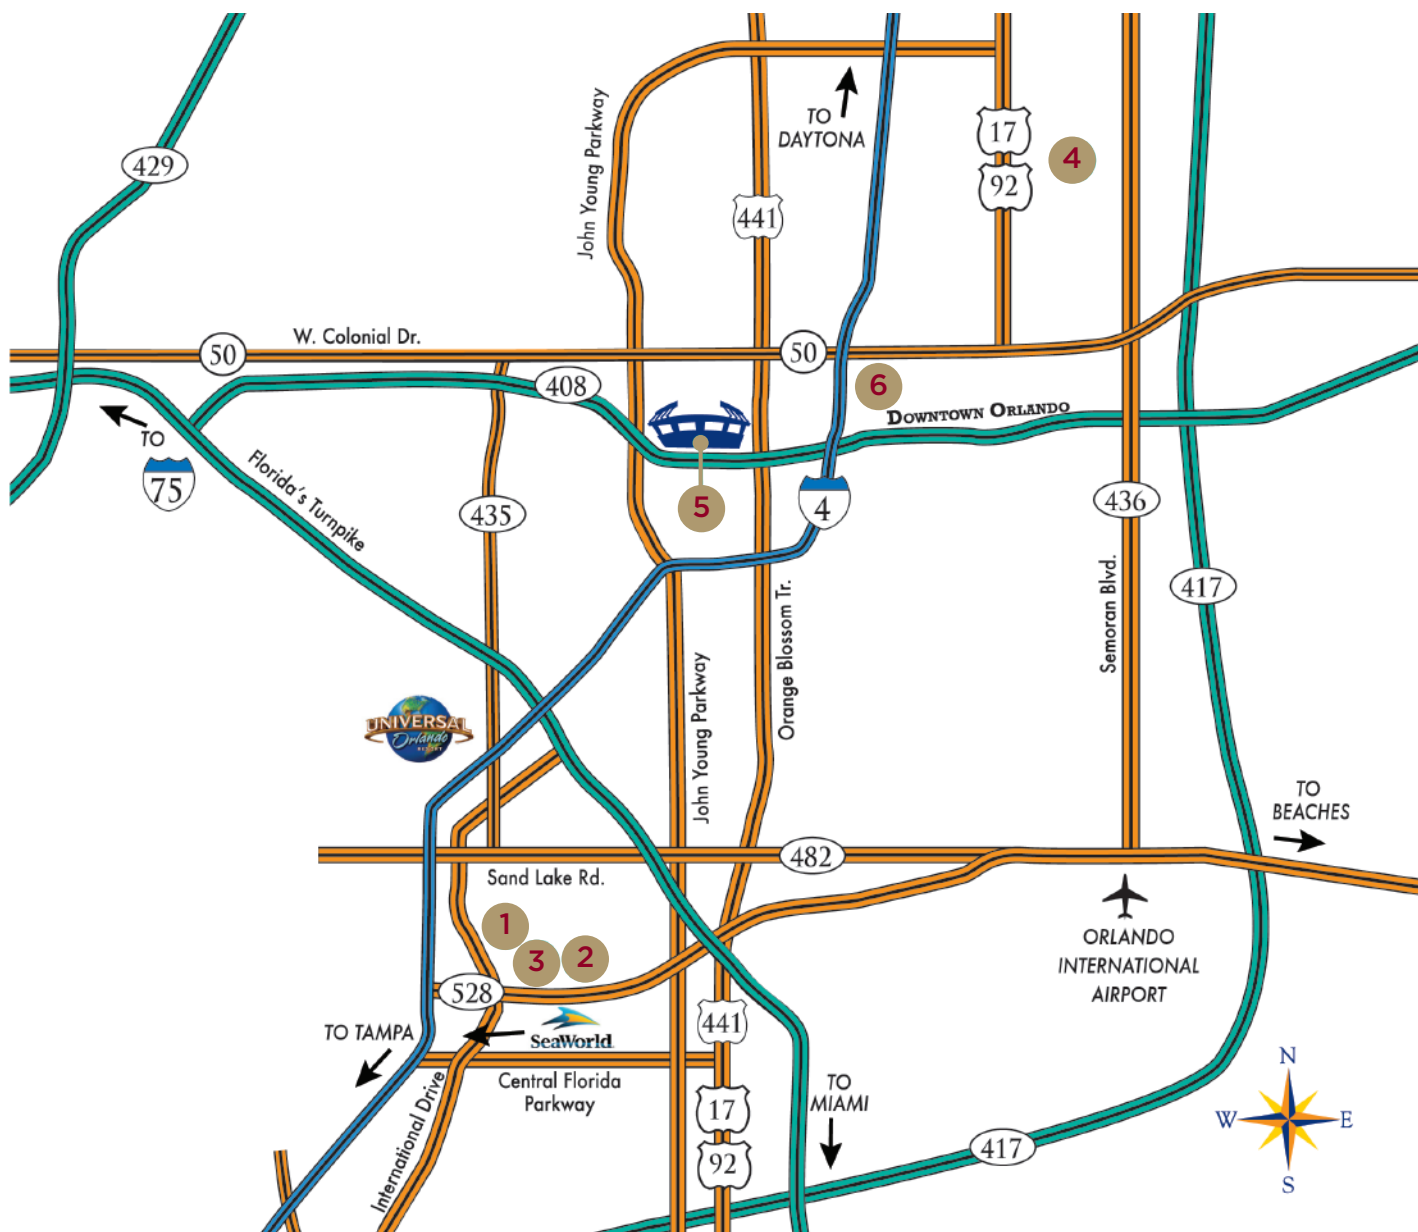 429
John Young Parkway
TO
DAYTONA
17
92
4
441
W. Colonial Dr.
50
50
408
6
DOWNTOWN ORLANDO
TO
75
Florida's Turnpike
5
4
435
436
417
Semoran Blvd.
Orange Blossom Tr.
John Young Parkway
UNIVERSAL
Orlando
RESORT
TO
BEACHES
482
Sand Lake Rd.
1
3
2
528
ORLANDO
INTERNATIONAL
AIRPORT
441
TO TAMPA
SeaWorld
Central Florida
Parkway
International Drive
TO
MIAMI
17
92
417
N
W
E
S